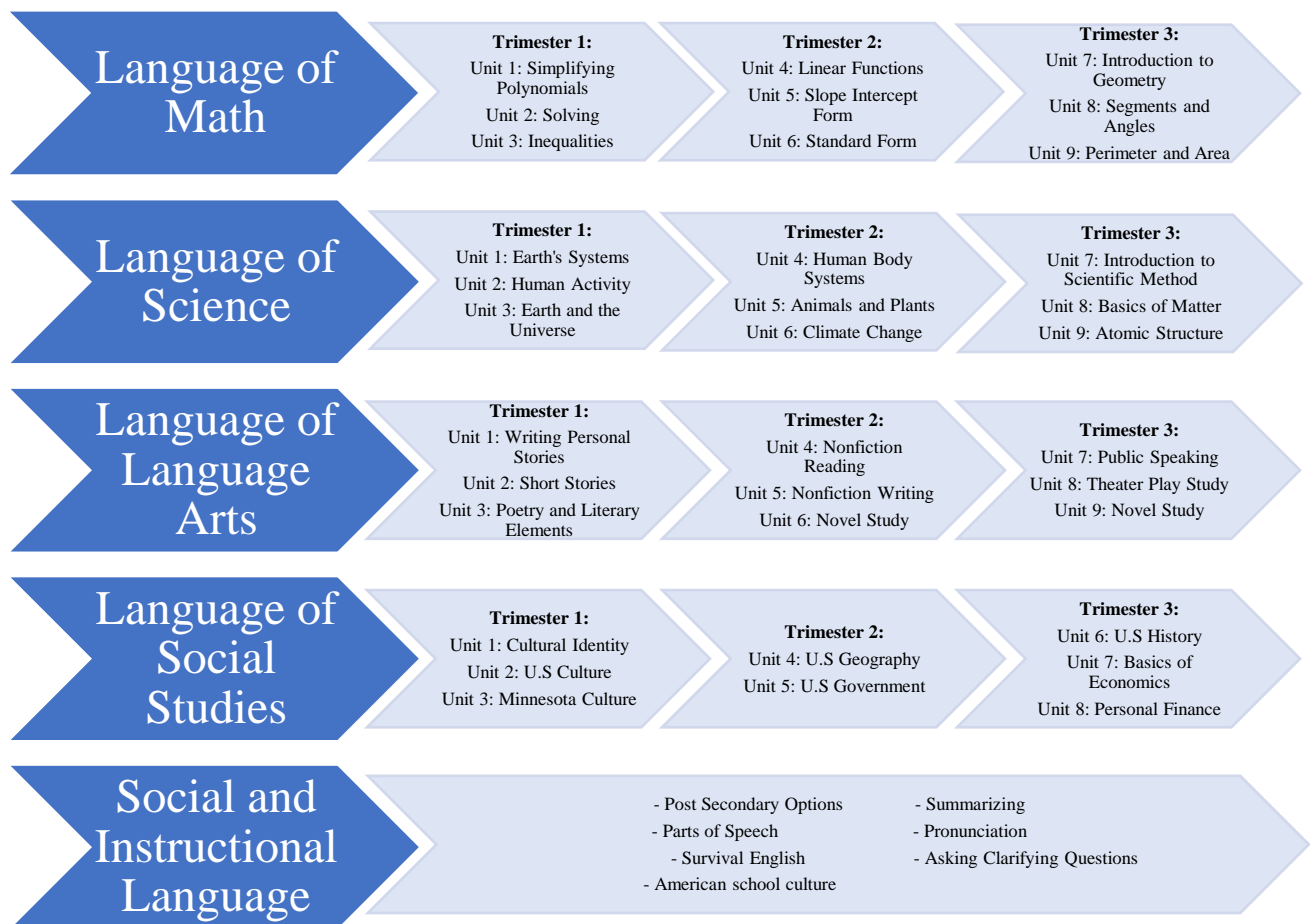 Language of
Math
Trimester 1:
Unit 1: Simplifying
Polynomials
Unit 2: Solving
Unit 3: Inequalities
Trimester 2:
Unit 4: Linear Functions
Unit 5: Slope Intercept
Form
Unit 6: Standard Form
Trimester 3:
Unit 7: Introduction to
Geometry
Unit 8: Segments and
Angles
Unit 9: Perimeter and Area
Language of
Science
Trimester 1:
Unit 1: Earth's Systems
Unit 2: Human Activity
Unit 3: Earth and the
Universe
Trimester 2:
Unit 4: Human Body
Systems
Unit 5: Animals and Plants
Unit 6: Climate Change
Trimester 3:
Unit 7: Introduction to
Scientific Method
Unit 8: Basics of Matter
Unit 9: Atomic Structure
Language of
Language
Arts
Trimester 1:
Unit 1: Writing Personal
Stories
Unit 2: Short Stories
Unit 3: Poetry and Literary
Elements
Trimester 2:
Unit 4: Nonfiction
Reading
Unit 5: Nonfiction Writing
Unit 6: Novel Study
Trimester 3:
Unit 7: Public Speaking
Unit 8: Theater Play Study
Unit 9: Novel Study
Language of
Social
Studies
Trimester 1:
Unit 1: Cultural Identity
Unit 2: U.S Culture
Unit 3: Minnesota Culture
Trimester 2:
Unit 4: U.S Geography
Unit 5: U.S Government
Trimester 3:
Unit 6: U.S History
Unit 7: Basics of
Economics
Unit 8: Personal Finance
Social and
Instructional
Language
- Post Secondary Options
- Parts of Speech
- Survival English
- American school culture
- Summarizing
- Pronunciation
- Asking Clarifying Questions